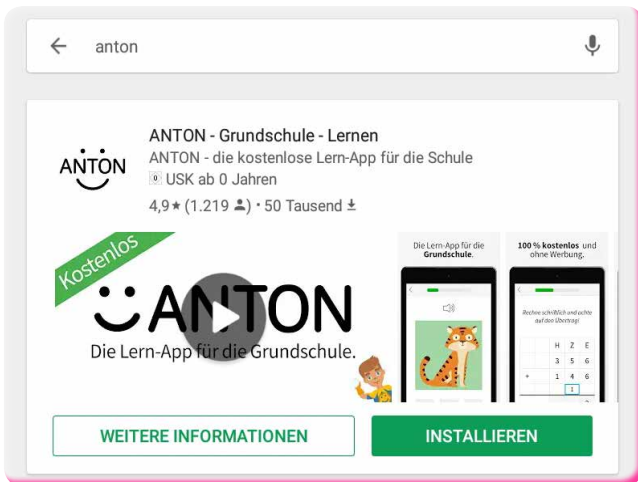 anton
ANTON - Grundschule - Lernen
ANTON - die kostenlose Lern-App für die Schule
0 USK ab 0 Jahren
4,9★ (1.219) • 50 Tausend
ANTON
Kostenlos
ANTON
Die Lern-App für die Grundschule.
Die Lern-App für die
Grundschule.
100 % kostenlos und
ohne Werbung.
Rechne schriftlich und achte
auf den Übertrag!
H Z E
3 5 6
+ 1 4 6
1
WEITERE INFORMATIONEN
INSTALLIEREN